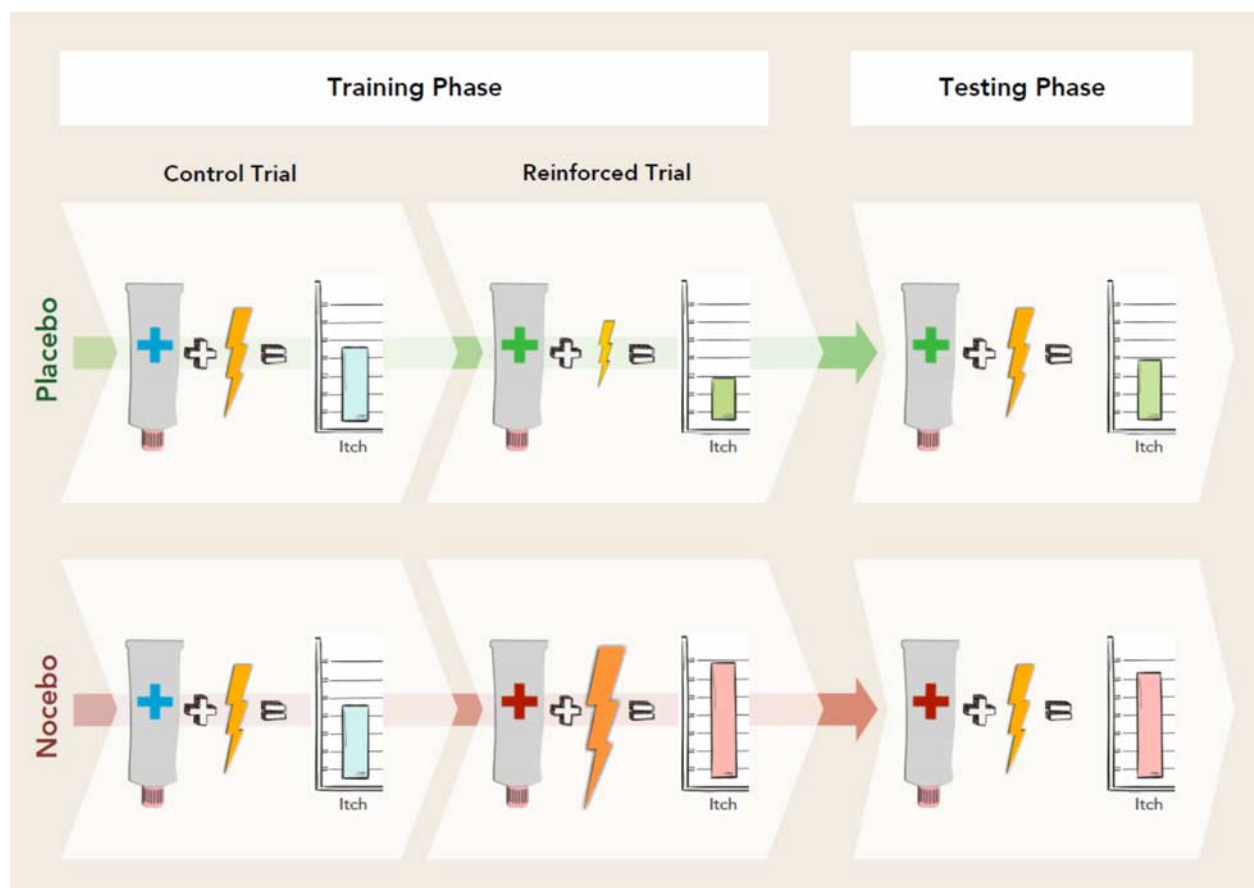 Training Phase
Testing Phase
Control Trial
Reinforced Trial
Placebo
Itch
Itch
Itch
Nocebo
Itch
Itch
Itch